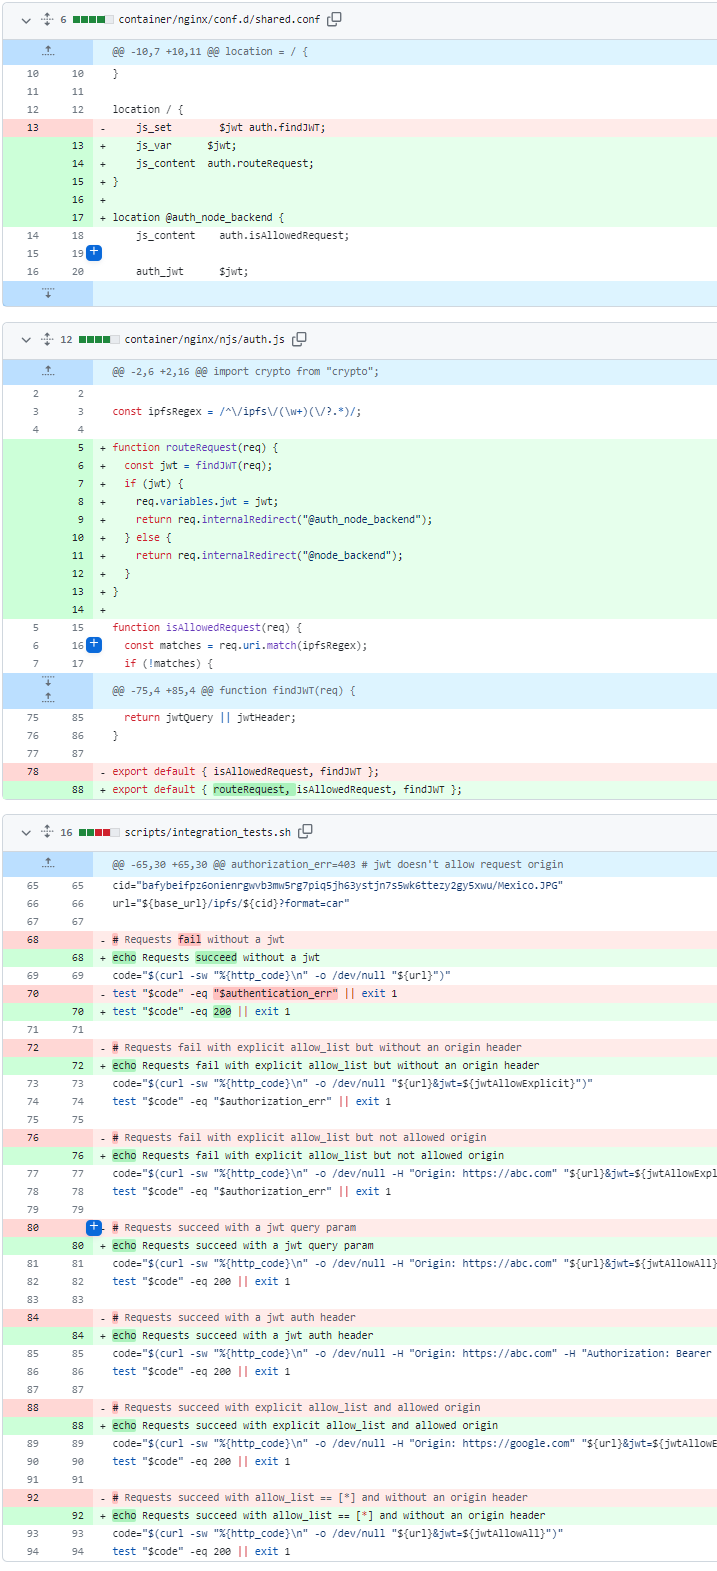 6 container/nginx/conf.d/shared.conf
@@ -10,7 +10,11 @@ location = / {
10 10 }
11 11
12 12 location / {
13 - js_set $jwt auth.findJWT;
13 + js_var $jwt;
14 + js_content auth.routeRequest;
15 + }
16 +
17 + location @auth_node_backend {
14 18 js_content auth.isAllowedRequest;
15 19 +
16 20 auth_jwt $jwt;
12 container/nginx/njs/auth.js
@@ -2,6 +2,16 @@ import crypto from "crypto";
2 2
3 3 const ipfsRegex = /^\/ipfs\/(\w+)(\/?.*)/;
4 4
5 + function routeRequest(req) {
6 + const jwt = findJWT(req);
7 + if (jwt) {
8 + req.variables.jwt = jwt;
9 + return req.internalRedirect("@auth_node_backend");
10 + } else {
11 + return req.internalRedirect("@node_backend");
12 + }
13 + }
14 +
5 15 function isAllowedRequest(req) {
6 16 + const matches = req.uri.match(ipfsRegex);
7 17 if (!matches) {
@@ -75,4 +85,4 @@ function findJWT(req) {
75 85 return jwtQuery || jwtHeader;
76 86 }
77 87
78 - export default { isAllowedRequest, findJWT };
88 + export default { routeRequest, isAllowedRequest, findJWT };
16 scripts/integration_tests.sh
@@ -65,30 +65,30 @@ authorization_err=403 # jwt doesn't allow request origin
65 65 cid="bafybeifpz6onienrgwvb3mw5rg7piq5jh63ystjn7s5wk6ttezy2gy5xwu/Mexico.JPG"
66 66 url="${base_url}/ipfs/${cid}?format=car"
67 67
68 - # Requests fail without a jwt
68 + echo Requests succeed without a jwt
69 69 code="$(curl -sw "%{http_code}\n" -o /dev/null "${url}")"
70 - test "$code" -eq "$authentication_err" || exit 1
70 + test "$code" -eq 200 || exit 1
71 71
72 - # Requests fail with explicit allow_list but without an origin header
72 + echo Requests fail with explicit allow_list but without an origin header
73 73 code="$(curl -sw "%{http_code}\n" -o /dev/null "${url}&jwt=${jwtAllowExplicit}")"
74 74 test "$code" -eq "$authorization_err" || exit 1
75 75
76 - # Requests fail with explicit allow_list but not allowed origin
76 + echo Requests fail with explicit allow_list but not allowed origin
77 77 code="$(curl -sw "%{http_code}\n" -o /dev/null -H "Origin: https://abc.com" "${url}&jwt=${jwtAllowExpl
78 78 test "$code" -eq "$authorization_err" || exit 1
79 79
80 + - # Requests succeed with a jwt query param
80 + echo Requests succeed with a jwt query param
81 81 code="$(curl -sw "%{http_code}\n" -o /dev/null -H "Origin: https://abc.com" "${url}&jwt=${jwtAllowAll}
82 82 test "$code" -eq 200 || exit 1
83 83
84 - # Requests succeed with a jwt auth header
84 + echo Requests succeed with a jwt auth header
85 85 code="$(curl -sw "%{http_code}\n" -o /dev/null -H "Origin: https://abc.com" -H "Authorization: Bearer
86 86 test "$code" -eq 200 || exit 1
87 87
88 - # Requests succeed with explicit allow_list and allowed origin
88 + echo Requests succeed with explicit allow_list and allowed origin
89 89 code="$(curl -sw "%{http_code}\n" -o /dev/null -H "Origin: https://google.com" "${url}&jwt=${jwtAllowE
90 90 test "$code" -eq 200 || exit 1
91 91
92 - # Requests succeed with allow_list == [*] and without an origin header
92 + echo Requests succeed with allow_list == [*] and without an origin header
93 93 code="$(curl -sw "%{http_code}\n" -o /dev/null "${url}&jwt=${jwtAllowAll}")"
94 94 test "$code" -eq 200 || exit 1